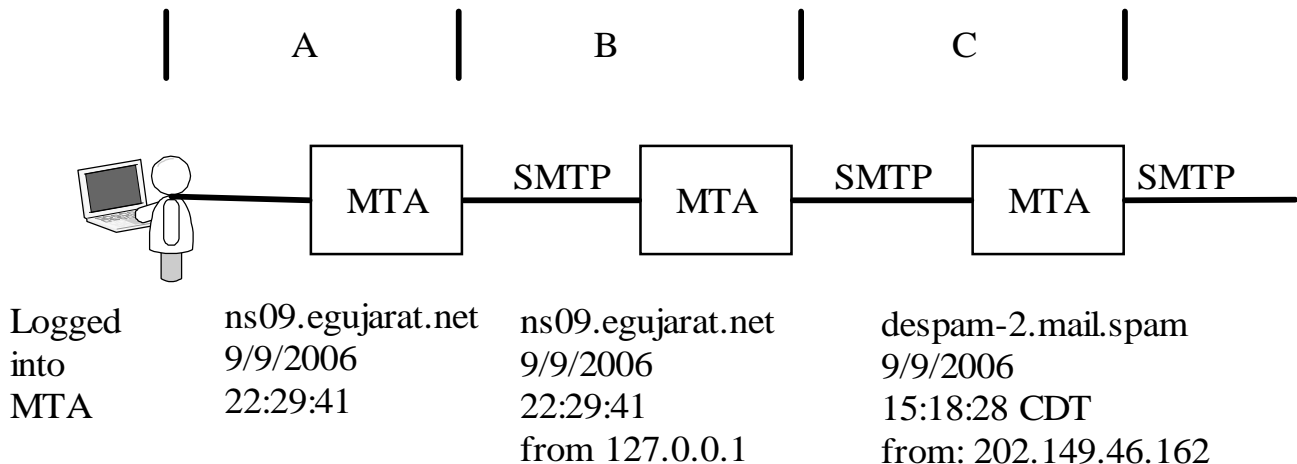 A B C
MTA SMTP MTA SMTP MTA SMTP
Logged
into
MTA
ns09.egujarat.net
9/9/2006
22:29:41
ns09.egujarat.net
9/9/2006
22:29:41
from 127.0.0.1
despam-2.mail.spam
9/9/2006
15:18:28 CDT
from: 202.149.46.162